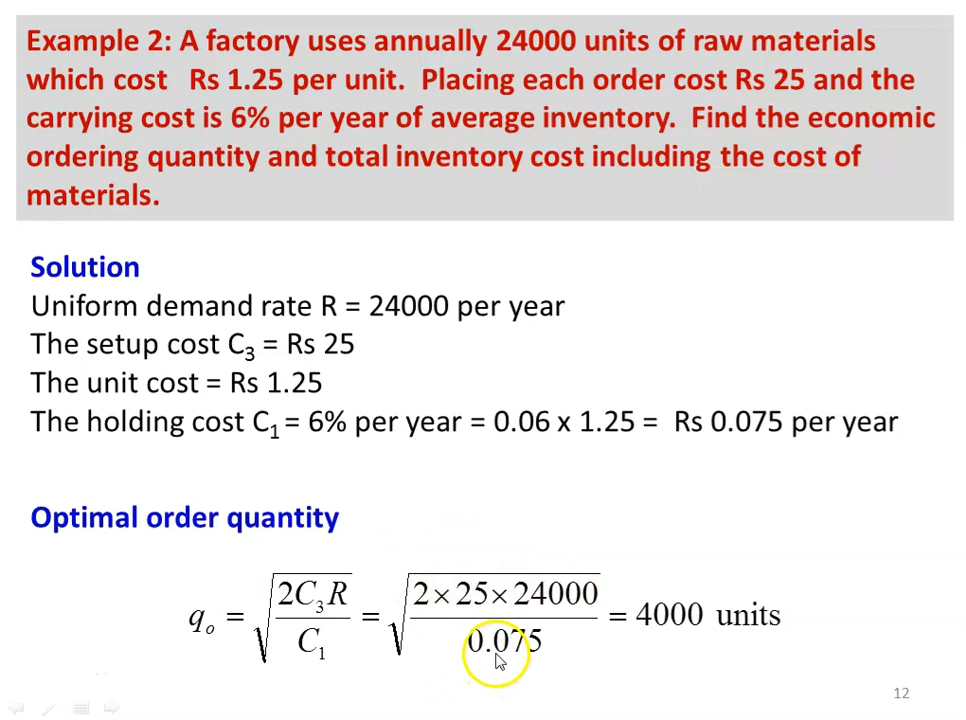 Example 2: A factory uses annually 24000 units of raw materials
which cost Rs 1.25 per unit. Placing each order cost Rs 25 and the
carrying cost is 6% per year of average inventory. Find the economic
ordering quantity and total inventory cost including the cost of
materials.
Solution
Uniform demand rate R = 24000 per year
The setup cost C₃ = Rs 25
The unit cost = Rs 1.25
The holding cost C₁ = 6% per year = 0.06 x 1.25 = Rs 0.075 per year
Optimal order quantity
qₒ = √(2C₃R / C₁) = √(2 × 25 × 24000 / 0.075) = 4000 units
12